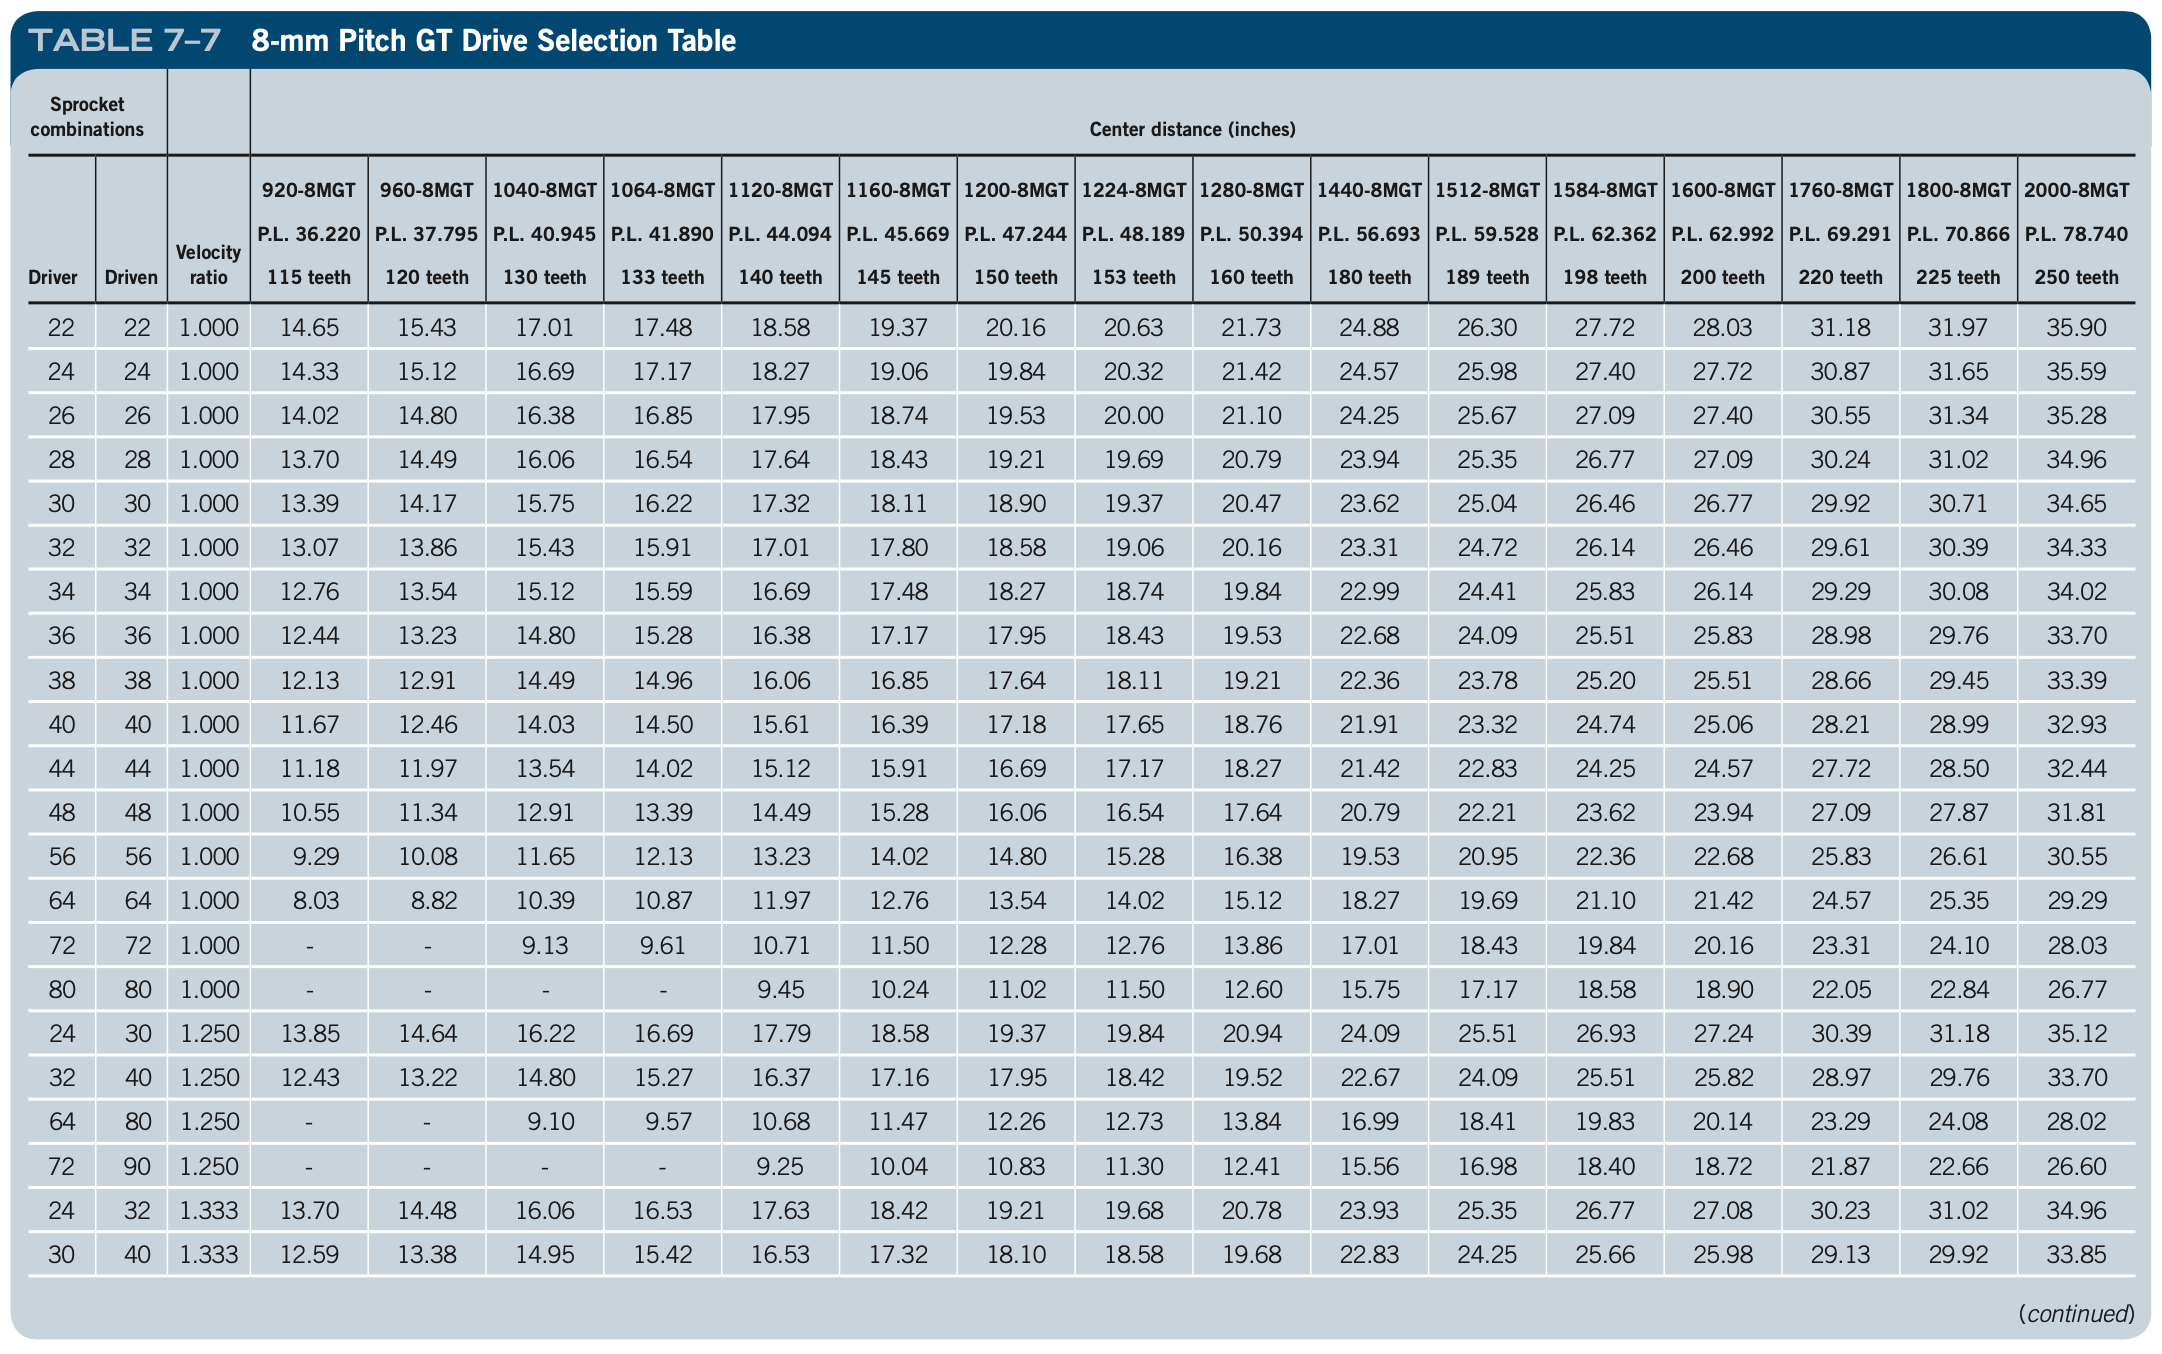 TABLE 7–7 8-mm Pitch GT Drive Selection Table
Sprocket
combinations
Center distance (inches)
920-8MGT 960-8MGT 1040-8MGT 1064-8MGT 1120-8MGT 1160-8MGT 1200-8MGT 1224-8MGT 1280-8MGT 1440-8MGT 1512-8MGT 1584-8MGT 1600-8MGT 1760-8MGT 1800-8MGT 2000-8MGT
P.L. 36.220 P.L. 37.795 P.L. 40.945 P.L. 41.890 P.L. 44.094 P.L. 45.669 P.L. 47.244 P.L. 48.189 P.L. 50.394 P.L. 56.693 P.L. 59.528 P.L. 62.362 P.L. 62.992 P.L. 69.291 P.L. 70.866 P.L. 78.740
Velocity
Driver Driven ratio 115 teeth 120 teeth 130 teeth 133 teeth 140 teeth 145 teeth 150 teeth 153 teeth 160 teeth 180 teeth 189 teeth 198 teeth 200 teeth 220 teeth 225 teeth 250 teeth
22 22 1.000 14.65 15.43 17.01 17.48 18.58 19.37 20.16 20.63 21.73 24.88 26.30 27.72 28.03 31.18 31.97 35.90
24 24 1.000 14.33 15.12 16.69 17.17 18.27 19.06 19.84 20.32 21.42 24.57 25.98 27.40 27.72 30.87 31.65 35.59
26 26 1.000 14.02 14.80 16.38 16.85 17.95 18.74 19.53 20.00 21.10 24.25 25.67 27.09 27.40 30.55 31.34 35.28
28 28 1.000 13.70 14.49 16.06 16.54 17.64 18.43 19.21 19.69 20.79 23.94 25.35 26.77 27.09 30.24 31.02 34.96
30 30 1.000 13.39 14.17 15.75 16.22 17.32 18.11 18.90 19.37 20.47 23.62 25.04 26.46 26.77 29.92 30.71 34.65
32 32 1.000 13.07 13.86 15.43 15.91 17.01 17.80 18.58 19.06 20.16 23.31 24.72 26.14 26.46 29.61 30.39 34.33
34 34 1.000 12.76 13.54 15.12 15.59 16.69 17.48 18.27 18.74 19.84 22.99 24.41 25.83 26.14 29.29 30.08 34.02
36 36 1.000 12.44 13.23 14.80 15.28 16.38 17.17 17.95 18.43 19.53 22.68 24.09 25.51 25.83 28.98 29.76 33.70
38 38 1.000 12.13 12.91 14.49 14.96 16.06 16.85 17.64 18.11 19.21 22.36 23.78 25.20 25.51 28.66 29.45 33.39
40 40 1.000 11.67 12.46 14.03 14.50 15.61 16.39 17.18 17.65 18.76 21.91 23.32 24.74 25.06 28.21 28.99 32.93
44 44 1.000 11.18 11.97 13.54 14.02 15.12 15.91 16.69 17.17 18.27 21.42 22.83 24.25 24.57 27.72 28.50 32.44
48 48 1.000 10.55 11.34 12.91 13.39 14.49 15.28 16.06 16.54 17.64 20.79 22.21 23.62 23.94 27.09 27.87 31.81
56 56 1.000 9.29 10.08 11.65 12.13 13.23 14.02 14.80 15.28 16.38 19.53 20.95 22.36 22.68 25.83 26.61 30.55
64 64 1.000 8.03 8.82 10.39 10.87 11.97 12.76 13.54 14.02 15.12 18.27 19.69 21.10 21.42 24.57 25.35 29.29
72 72 1.000 - - 9.13 9.61 10.71 11.50 12.28 12.76 13.86 17.01 18.43 19.84 20.16 23.31 24.10 28.03
80 80 1.000 - - - - 9.45 10.24 11.02 11.50 12.60 15.75 17.17 18.58 18.90 22.05 22.84 26.77
24 30 1.250 13.85 14.64 16.22 16.69 17.79 18.58 19.37 19.84 20.94 24.09 25.51 26.93 27.24 30.39 31.18 35.12
32 40 1.250 12.43 13.22 14.80 15.27 16.37 17.16 17.95 18.42 19.52 22.67 24.09 25.51 25.82 28.97 29.76 33.70
64 80 1.250 - - 9.10 9.57 10.68 11.47 12.26 12.73 13.84 16.99 18.41 19.83 20.14 23.29 24.08 28.02
72 90 1.250 - - - - 9.25 10.04 10.83 11.30 12.41 15.56 16.98 18.40 18.72 21.87 22.66 26.60
24 32 1.333 13.70 14.48 16.06 16.53 17.63 18.42 19.21 19.68 20.78 23.93 25.35 26.77 27.08 30.23 31.02 34.96
30 40 1.333 12.59 13.38 14.95 15.42 16.53 17.32 18.10 18.58 19.68 22.83 24.25 25.66 25.98 29.13 29.92 33.85
(continued)